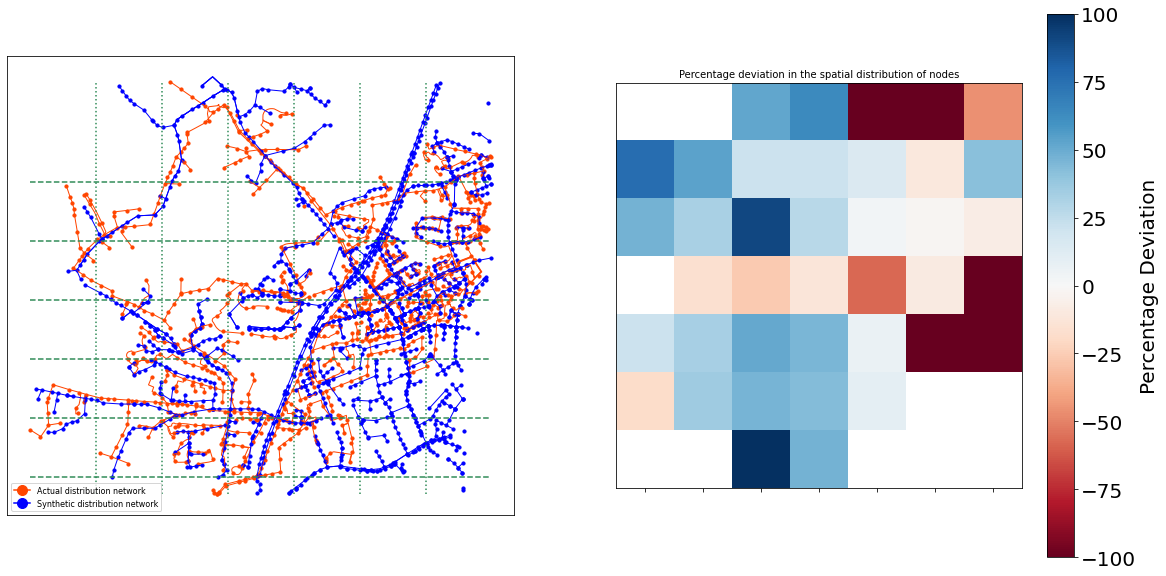 Actual distribution network
Synthetic distribution network
Percentage deviation in the spatial distribution of nodes
100
75
50
25
0
−25
−50
−75
−100
Percentage Deviation